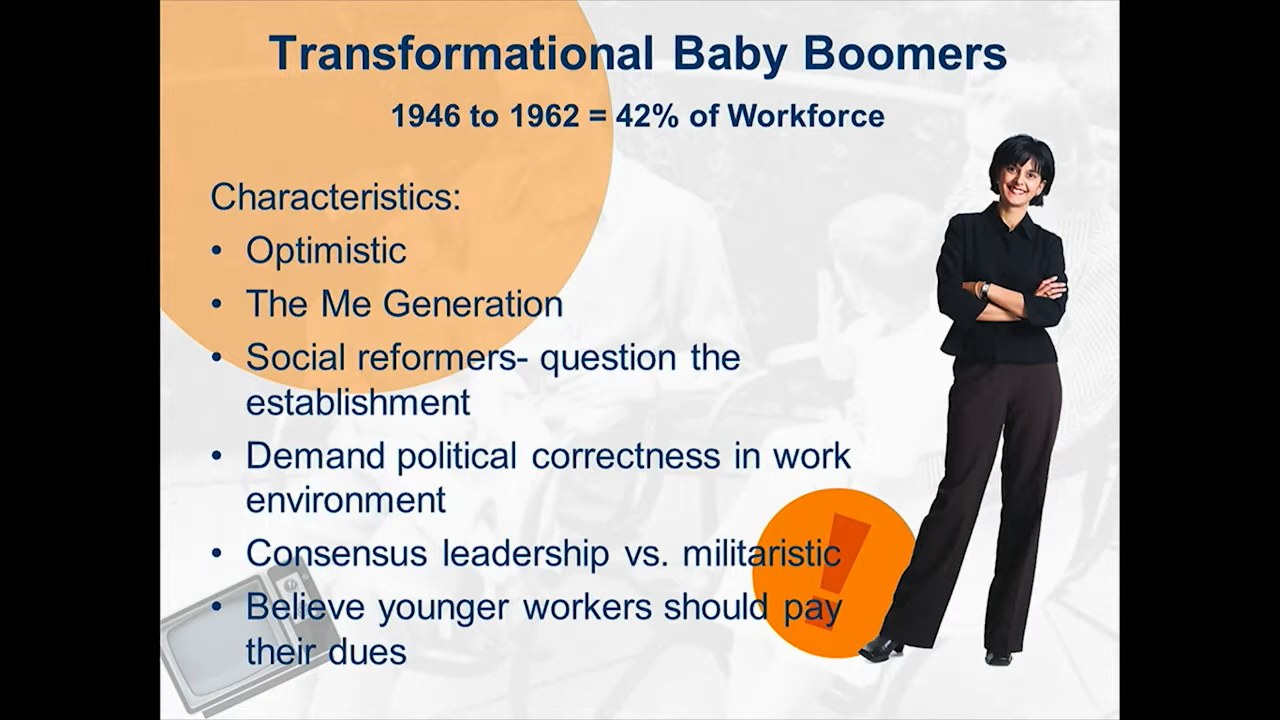 Transformational Baby Boomers
1946 to 1962 = 42% of Workforce
Characteristics:
• Optimistic
• The Me Generation
• Social reformers- question the
establishment
• Demand political correctness in work
environment
• Consensus leadership vs. militaristic
• Believe younger workers should pay
their dues